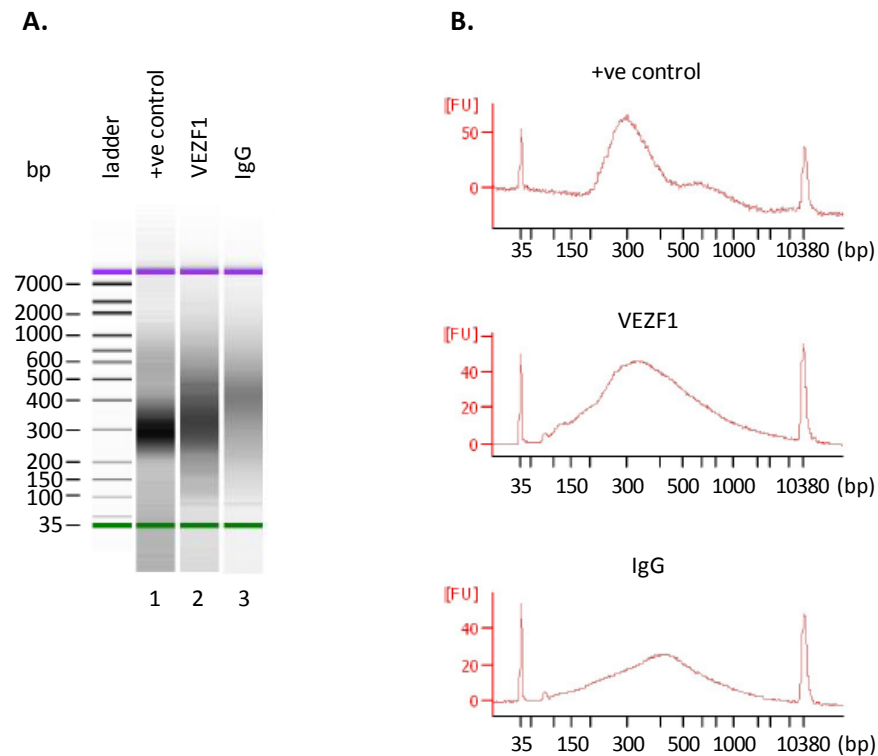 A.
bp
ladder
+ve control
VEZF1
IgG
7000
2000
1000
600
500
400
300
200
150
100
35
1 2 3
B.
+ve control
[FU]
50
0
35 150 300 500 1000 10380 (bp)
VEZF1
[FU]
40
20
0
35 150 300 500 1000 10380 (bp)
IgG
[FU]
40
20
0
35 150 300 500 1000 10380 (bp)